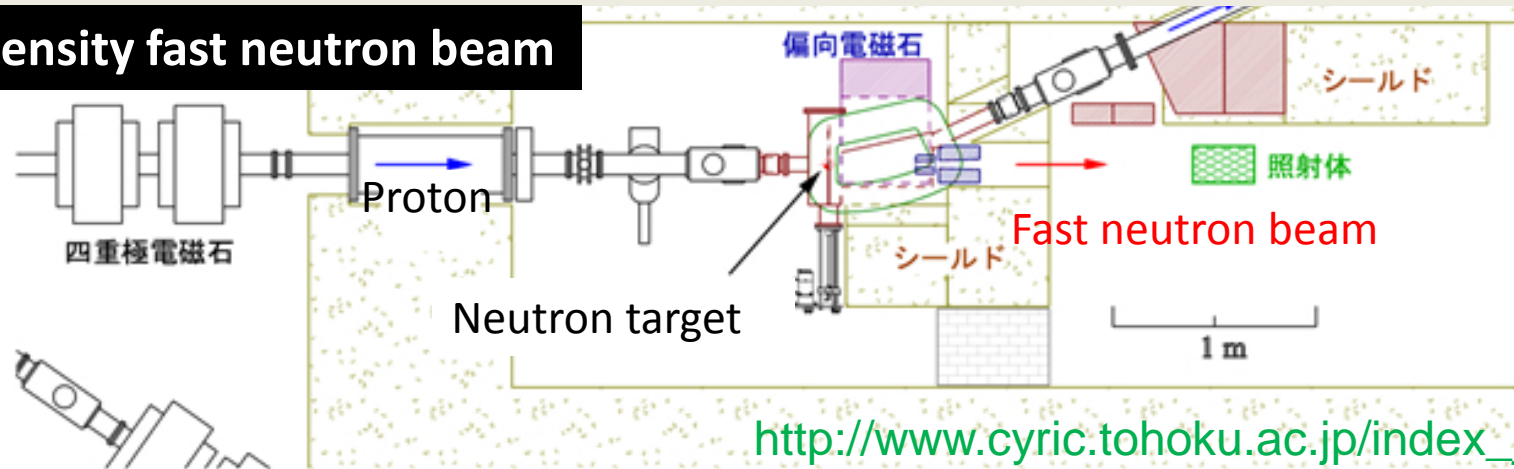 ensity fast neutron beam
偏向電磁石
シールド
Proton
照射体
四重極電磁石
Fast neutron beam
シールド
Neutron target
1 m
http://www.cyric.tohoku.ac.jp/index_